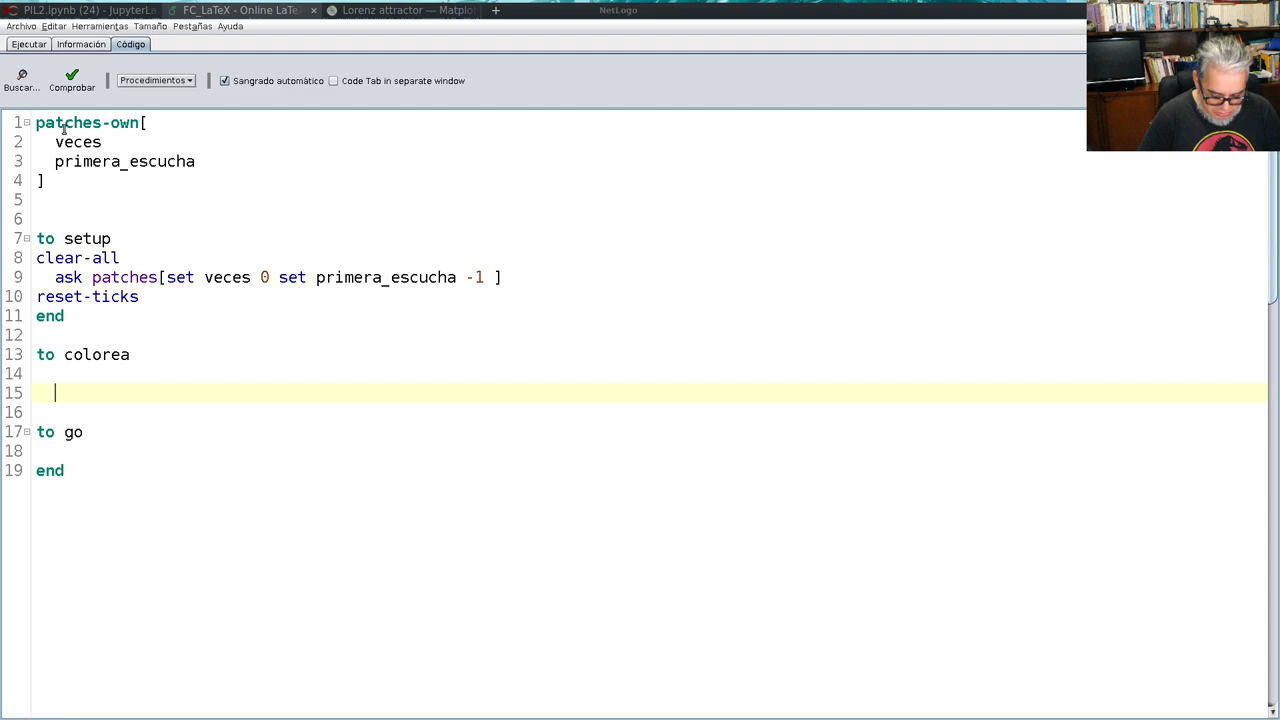 PIL2.ipynb (24) - JupyterLa
FC_LaTeX - Online LaTe
×
Lorenz attractor — Matplot
+
NetLogo
Archivo Editar Herramientas Tamaño Pestañas Ayuda
Ejecutar Información Código
Buscar...
Comprobar
Procedimientos
Sangrado automático
Code Tab in separate window
1 patches-own[
2 veces
3 primera_escucha
4 ]
5
6
7 to setup
8 clear-all
9 ask patches[set veces 0 set primera_escucha -1 ]
10 reset-ticks
11 end
12
13 to colorea
14
15
16
17 to go
18
19 end